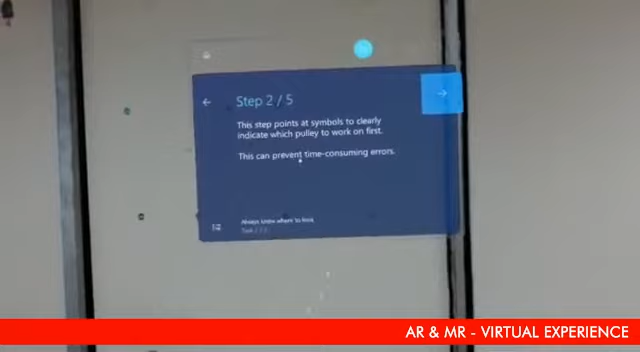 Step 2 / 5
This step points at symbols to clearly
indicate which pulley to work on first.
This can prevent time-consuming errors.
Always know where to look
AR & MR - VIRTUAL EXPERIENCE